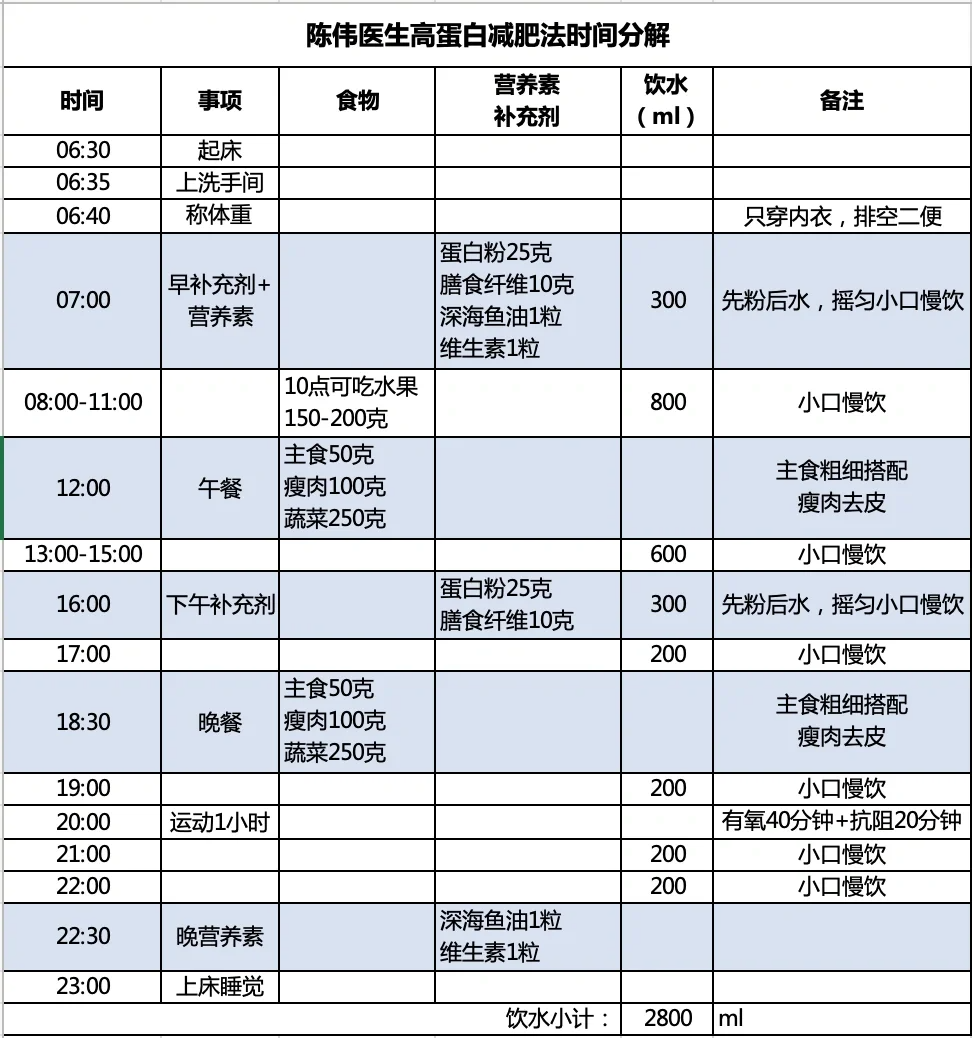 陈伟医生高蛋白减肥法时间分解
时间 事项 食物 营养素 饮水 备注
补充剂 （ml）
06:30 起床
06:35 上洗手间
06:40 称体重 只穿内衣，排空二便
07:00 早补充剂+ 蛋白粉25克 300 先粉后水，摇匀小口慢饮
营养素 膳食纤维10克
深海鱼油1粒
维生素1粒
08:00-11:00 10点可吃水果 800 小口慢饮
150-200克
12:00 午餐 主食50克 主食粗细搭配
瘦肉100克 瘦肉去皮
蔬菜250克
13:00-15:00 600 小口慢饮
16:00 下午补充剂 蛋白粉25克 300 先粉后水，摇匀小口慢饮
膳食纤维10克
17:00 200 小口慢饮
18:30 晚餐 主食50克 主食粗细搭配
瘦肉100克 瘦肉去皮
蔬菜250克
19:00 200 小口慢饮
20:00 运动1小时 有氧40分钟+抗阻20分钟
21:00 200 小口慢饮
22:00 200 小口慢饮
22:30 晚营养素 深海鱼油1粒
维生素1粒
23:00 上床睡觉
饮水小计： 2800 ml